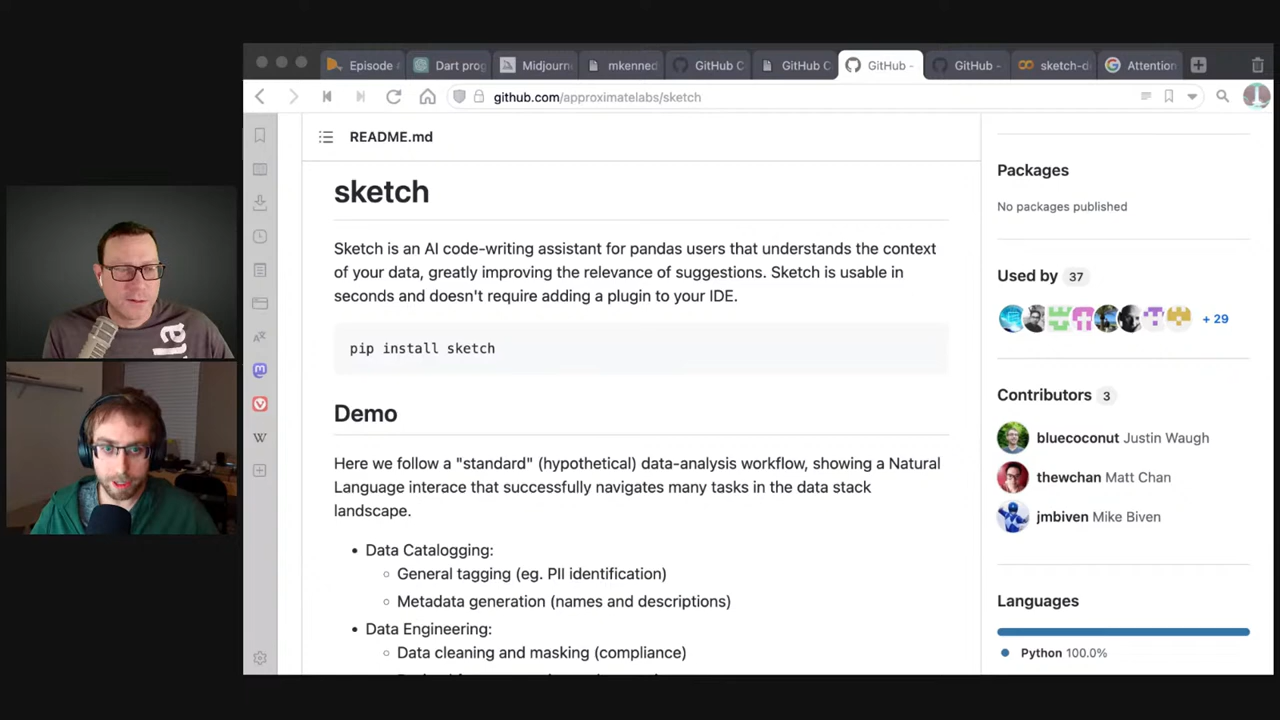 Episode
Dart prog
Midjourn
mkenned
GitHub C
GitHub C
GitHub -
GitHub -
sketch-d
Attention
github.com/approximatelabs/sketch
README.md
sketch
Sketch is an AI code-writing assistant for pandas users that understands the context
of your data, greatly improving the relevance of suggestions. Sketch is usable in
seconds and doesn't require adding a plugin to your IDE.
pip install sketch
Demo
Here we follow a "standard" (hypothetical) data-analysis workflow, showing a Natural
Language interace that successfully navigates many tasks in the data stack
landscape.
Data Catalogging:
General tagging (eg. PII identification)
Metadata generation (names and descriptions)
Data Engineering:
Data cleaning and masking (compliance)
Packages
No packages published
Used by 37
+ 29
Contributors 3
bluecoconut Justin Waugh
thewchan Matt Chan
jmbiven Mike Biven
Languages
Python 100.0%